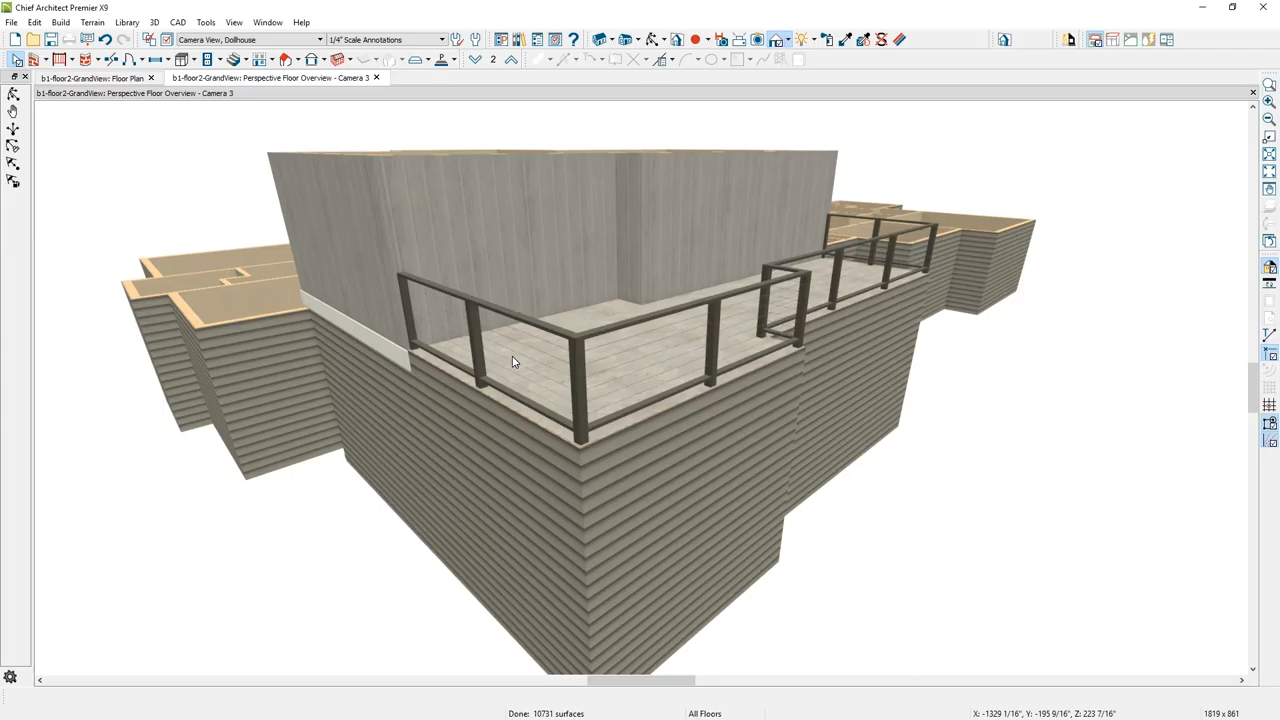 Chief Architect Premier X9
File Edit Build Terrain Library 3D CAD Tools View Window Help
Camera View, Dollhouse 1/4" Scale Annotations
2
b1-floor2-GrandView: Floor Plan b1-floor2-GrandView: Perspective Floor Overview - Camera 3
b1-floor2-GrandView: Perspective Floor Overview - Camera 3
Done: 10731 surfaces All Floors X: -1329 1/16", Y: -195 9/16", Z: 223 7/16" 1819 x 861